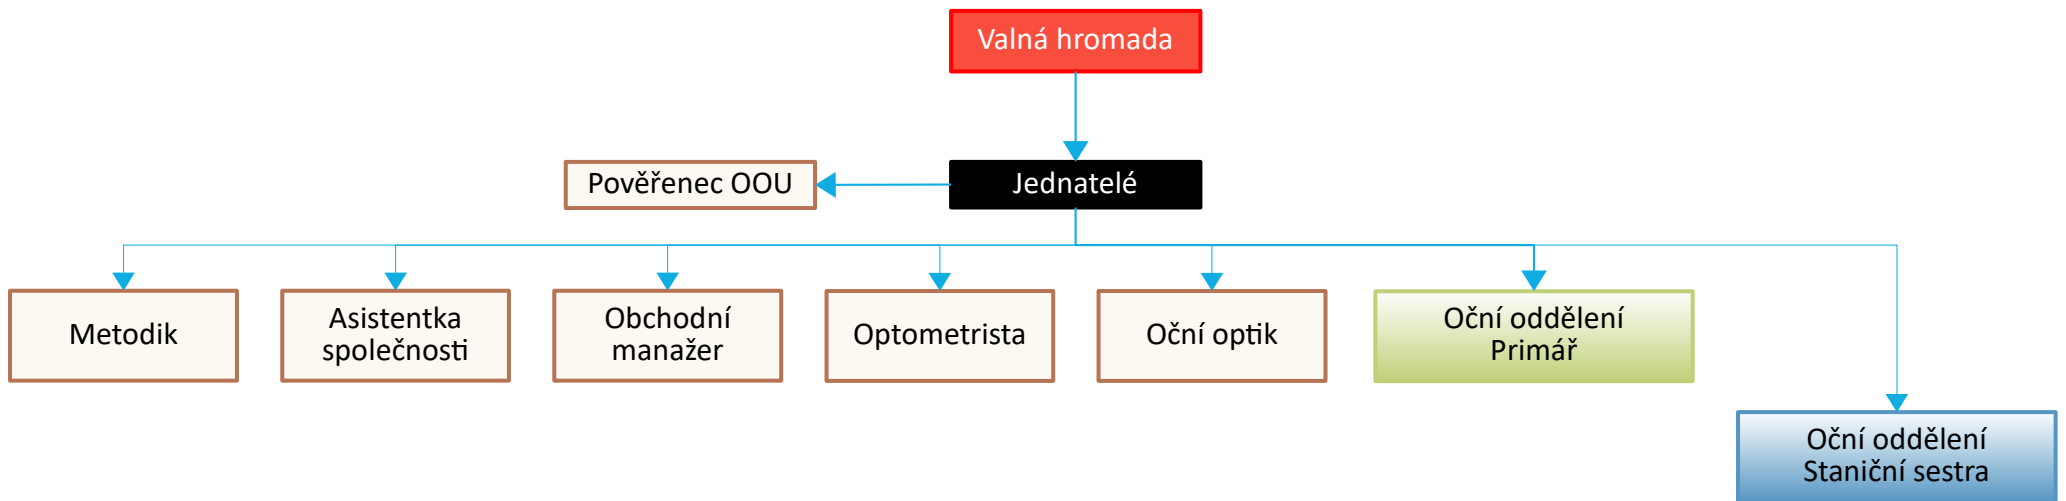 Valná hromada
Pověřenec OOU
Jednatelé
Metodik
Asistentka
společnosti
Obchodní
manažer
Optometrista
Oční optik
Oční oddělení
Primář
Oční oddělení
Staniční sestra